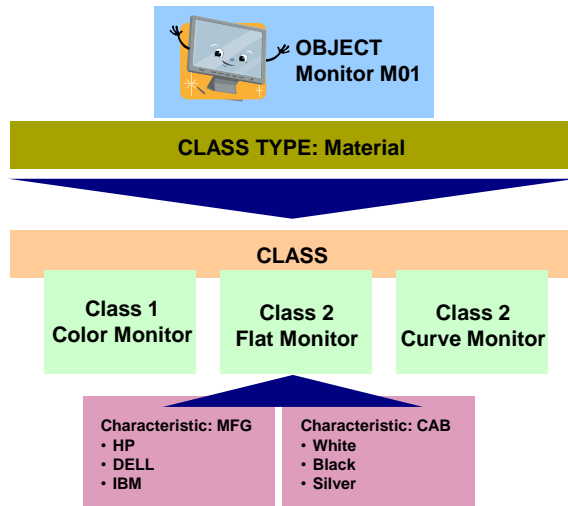 OBJECT
Monitor M01
CLASS TYPE: Material
CLASS
Class 1
Color Monitor
Class 2
Flat Monitor
Class 2
Curve Monitor
Characteristic: MFG
• HP
• DELL
• IBM
Characteristic: CAB
• White
• Black
• Silver